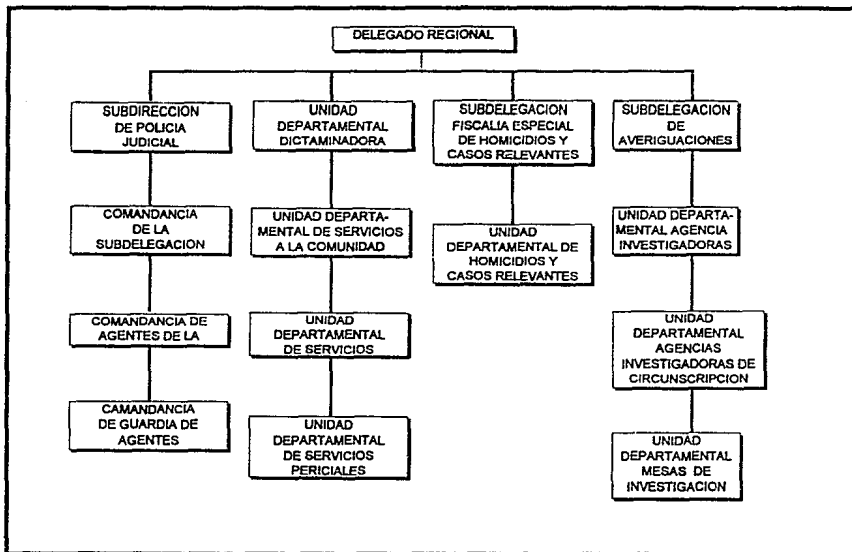 DELEGADO REGIONAL
SUBDIRECCION
DE POLICIA
JUDICIAL
UNIDAD
DEPARTAMENTAL
DICTAMINADORA
SUBDELEGACION
FISCALIA ESPECIAL
DE HOMICIDIOS Y
CASOS RELEVANTES
SUBDELEGACION
DE
AVERIGUACIONES
COMANDANCIA
DE LA
SUBDELEGACION
UNIDAD DEPARTA-
MENTAL DE SERVICIOS
A LA COMUNIDAD
UNIDAD
DEPARTAMENTAL DE
HOMICIDIOS Y
CASOS RELEVANTES
UNIDAD DEPARTA-
MENTAL AGENCIA
INVESTIGADORAS
COMANDANCIA DE
AGENTES DE LA
UNIDAD
DEPARTAMENTAL
DE SERVICIOS
UNIDAD
DEPARTAMENTAL
AGENCIAS
INVESTIGADORAS DE
CIRCUNSCRIPCION
CAMANDANCIA
DE GUARDIA DE
AGENTES
UNIDAD
DEPARTAMENTAL
DE SERVICIOS
PERICIALES
UNIDAD
DEPARTAMENTAL
MESAS DE
INVESTIGACION